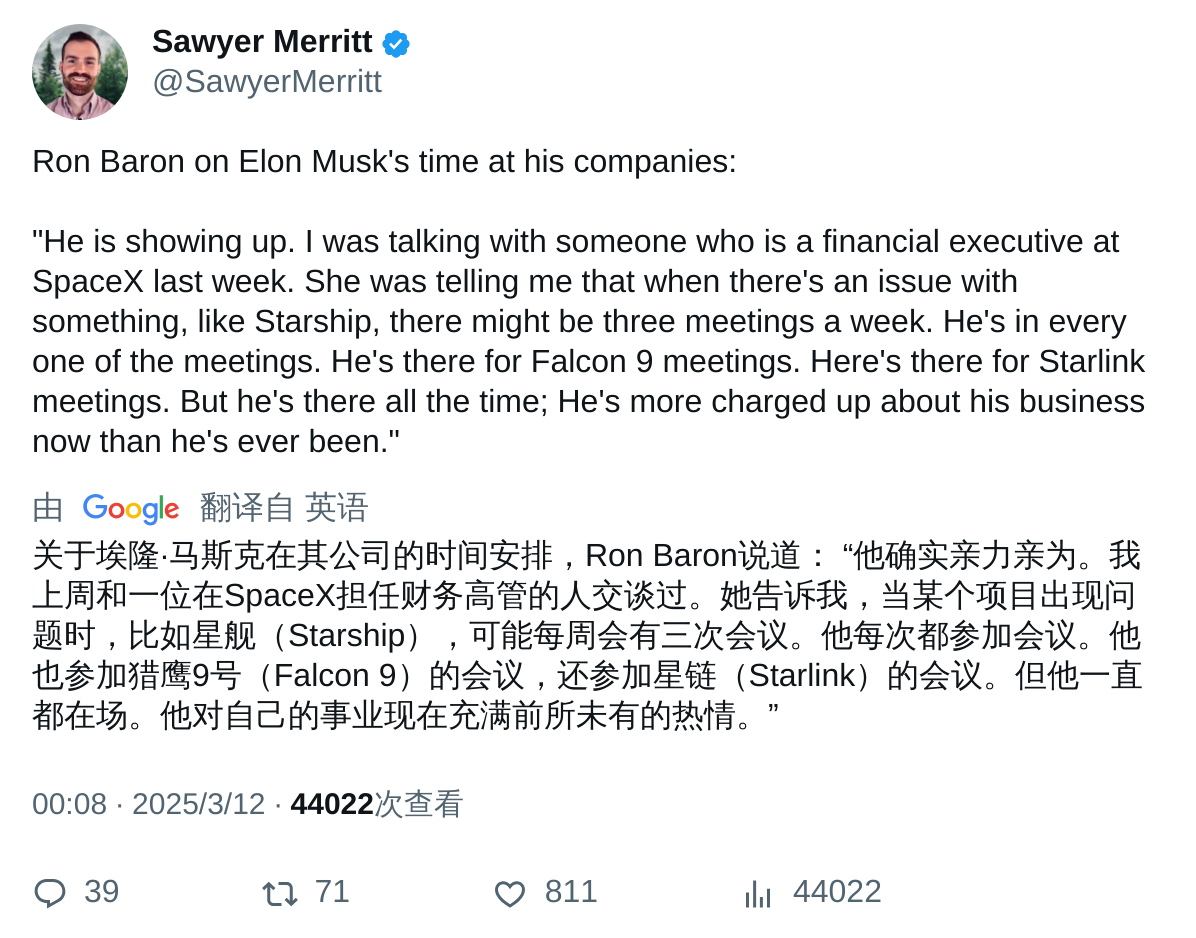 Sawyer Merritt
@SawyerMerritt
Ron Baron on Elon Musk's time at his companies:
"He is showing up. I was talking with someone who is a financial executive at
SpaceX last week. She was telling me that when there's an issue with
something, like Starship, there might be three meetings a week. He's in every
one of the meetings. He's there for Falcon 9 meetings. Here's there for Starlink
meetings. But he's there all the time; He's more charged up about his business
now than he's ever been."
由 Google 翻译自 英语
关于埃隆·马斯克在其公司的时间安排，Ron Baron说道： “他确实亲力亲为。我
上周和一位在SpaceX担任财务高管的人交谈过。她告诉我，当某个项目出现问
题时，比如星舰（Starship），可能每周会有三次会议。他每次都参加会议。他
也参加猎鹰9号（Falcon 9）的会议，还参加星链（Starlink）的会议。但他一直
都在场。他对自己的事业现在充满前所未有的热情。”
00:08 · 2025/3/12 · 44022次查看
39 71 811 44022